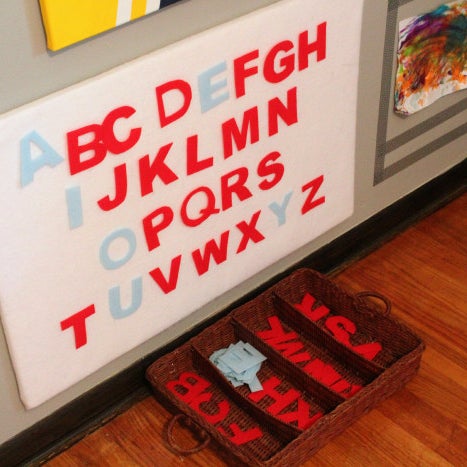 ABCDEFGH
IJKLMN
OPQRS
TUVWXYZ